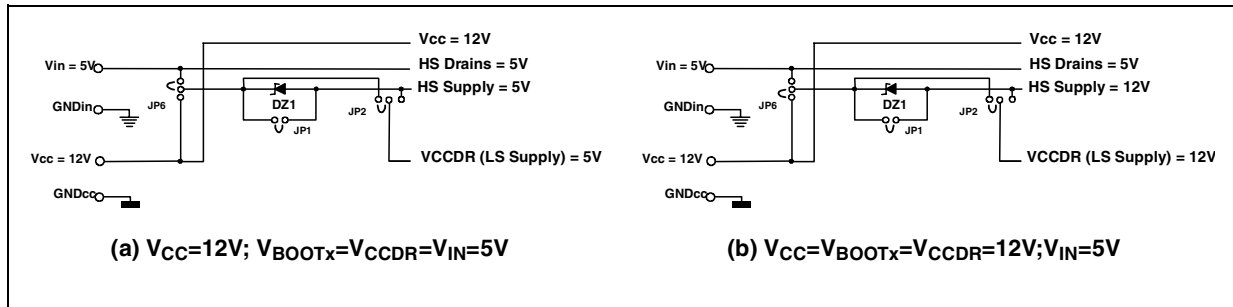 Vcc = 12V
Vin = 5V
HS Drains = 5V
HS Supply = 5V
JP6
DZ1
JP2
GNDin
JP1
Vcc = 12V
VCCDR (LS Supply) = 5V
GNDcc
(a) VCC=12V; VBOOTx=VCCDR=VIN=5V
Vcc = 12V
Vin = 5V
HS Drains = 5V
HS Supply = 12V
JP6
DZ1
JP2
GNDin
JP1
Vcc = 12V
VCCDR (LS Supply) = 12V
GNDcc
(b) VCC=VBOOTx=VCCDR=12V;VIN=5V